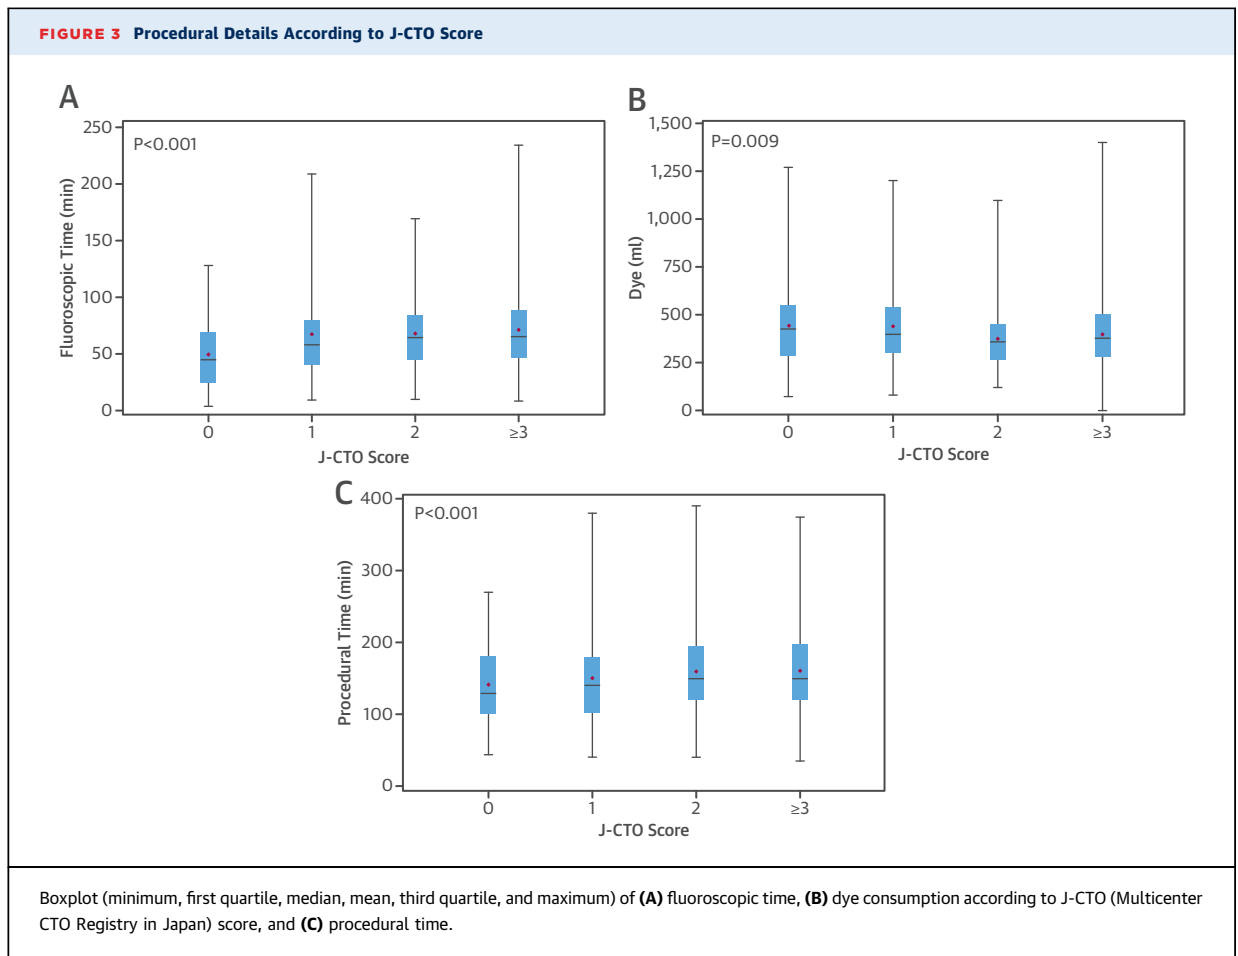 FIGURE 3 Procedural Details According to J-CTO Score
A
P<0.001
Fluoroscopic Time (min)
250
200
150
100
50
0
0 1 2 ≥3
J-CTO Score
B
P=0.009
Dye (ml)
1,500
1,250
1,000
750
500
250
0
0 1 2 ≥3
J-CTO Score
C
P<0.001
Procedural Time (min)
400
300
200
100
0
0 1 2 ≥3
J-CTO Score
Boxplot (minimum, first quartile, median, mean, third quartile, and maximum) of (A) fluoroscopic time, (B) dye consumption according to J-CTO (Multicenter
CTO Registry in Japan) score, and (C) procedural time.